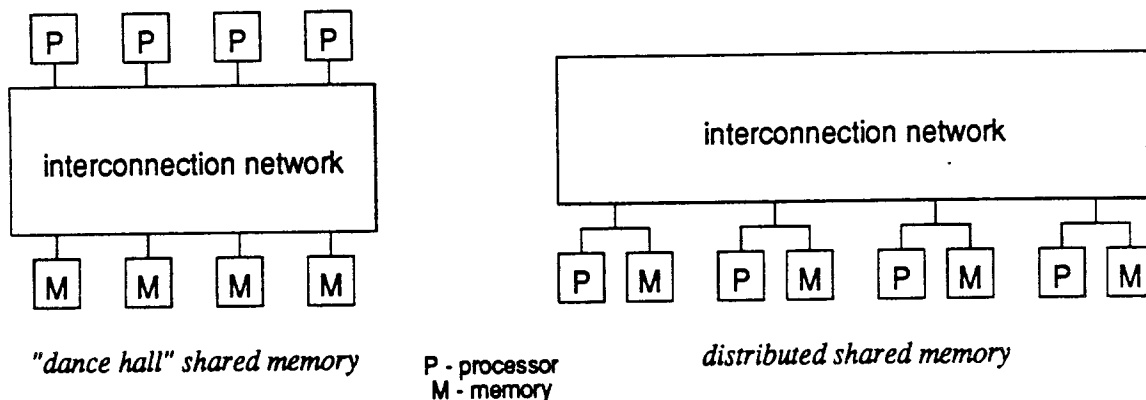 P P P P
interconnection network
M M M M
"dance hall" shared memory
interconnection network
P M P M P M P M
distributed shared memory
P - processor
M - memory